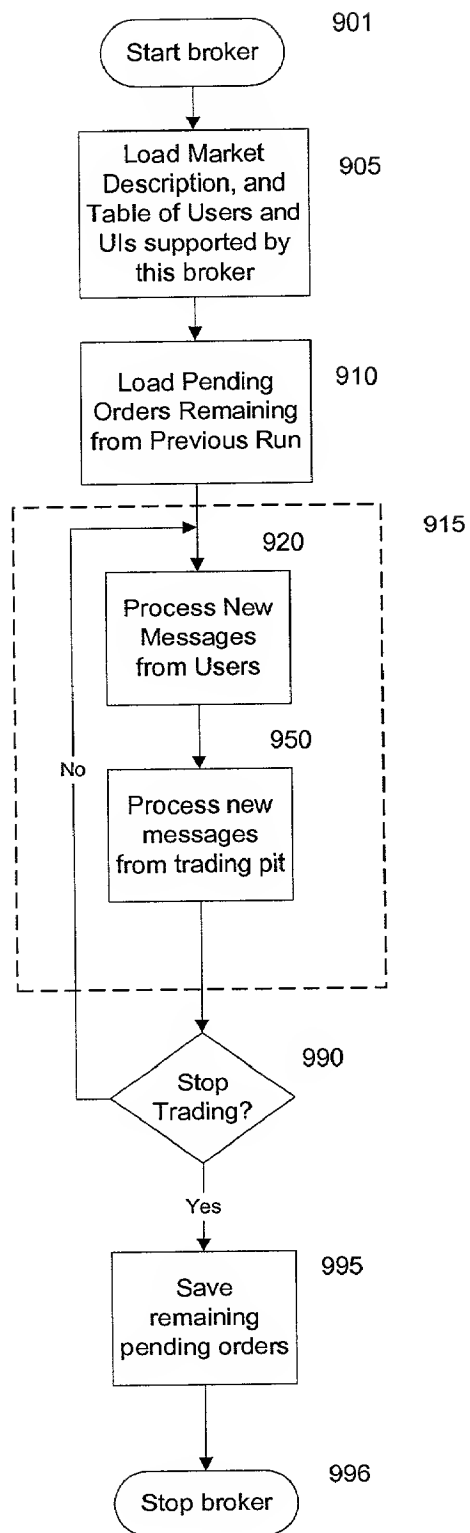 901
Start broker
905
Load Market
Description, and
Table of Users and
UIs supported by
this broker
910
Load Pending
Orders Remaining
from Previous Run
915
920
Process New
Messages
from Users
950
No
Process new
messages
from trading pit
990
Stop
Trading?
Yes
995
Save
remaining
pending orders
996
Stop broker